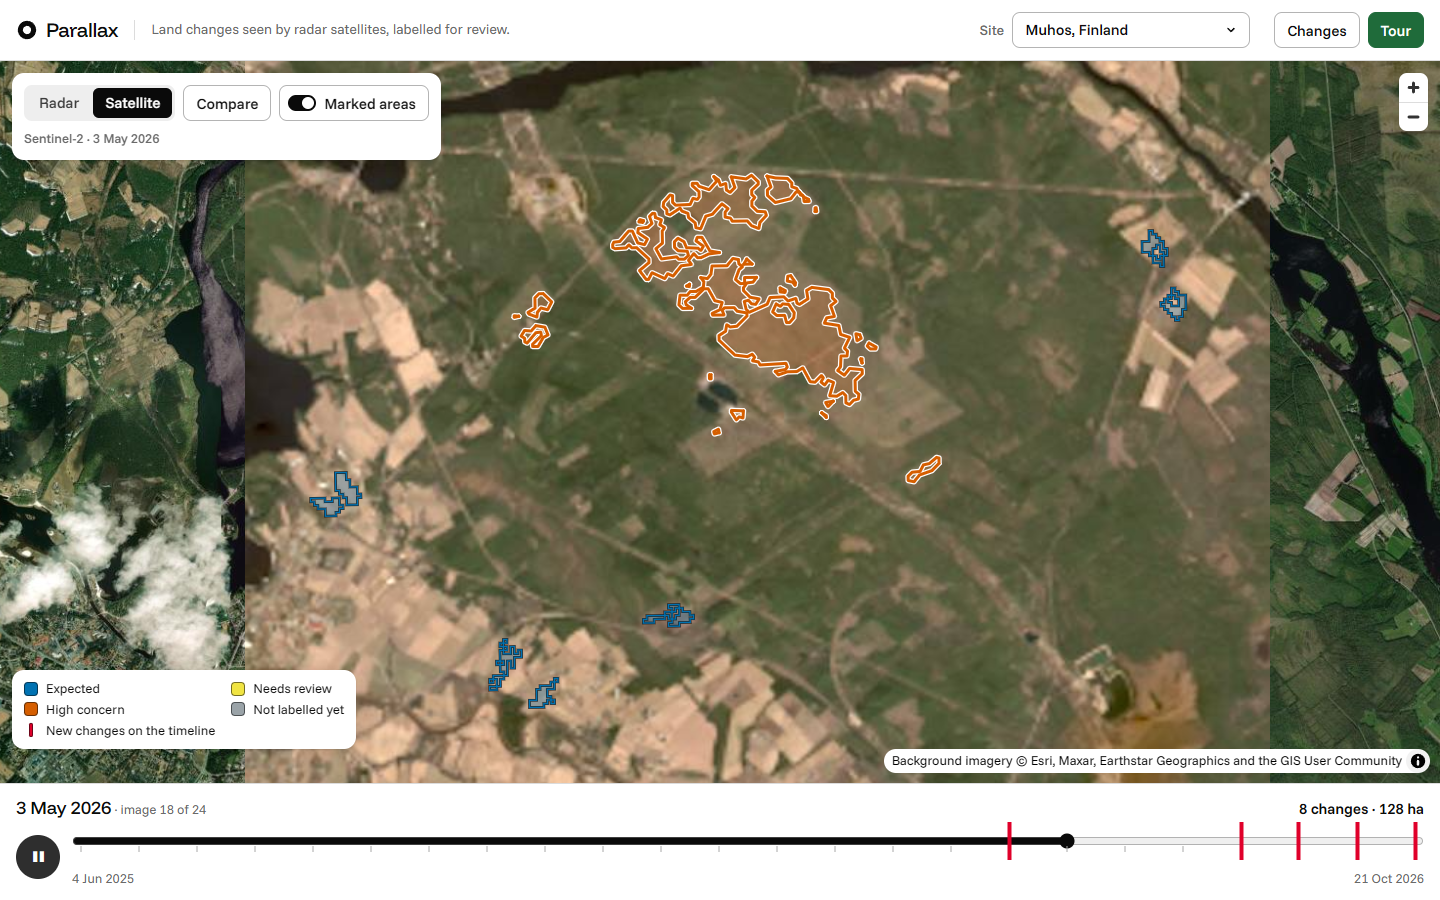 Parallax
Land changes seen by radar satellites, labelled for review.
Site
Muhos, Finland
Changes
Tour
Radar
Satellite
Compare
Marked areas
Sentinel-2 · 3 May 2026
Expected
Needs review
High concern
Not labelled yet
New changes on the timeline
Background imagery © Esri, Maxar, Earthstar Geographics and the GIS User Community
3 May 2026 · image 18 of 24
8 changes · 128 ha
4 Jun 2025
21 Oct 2026